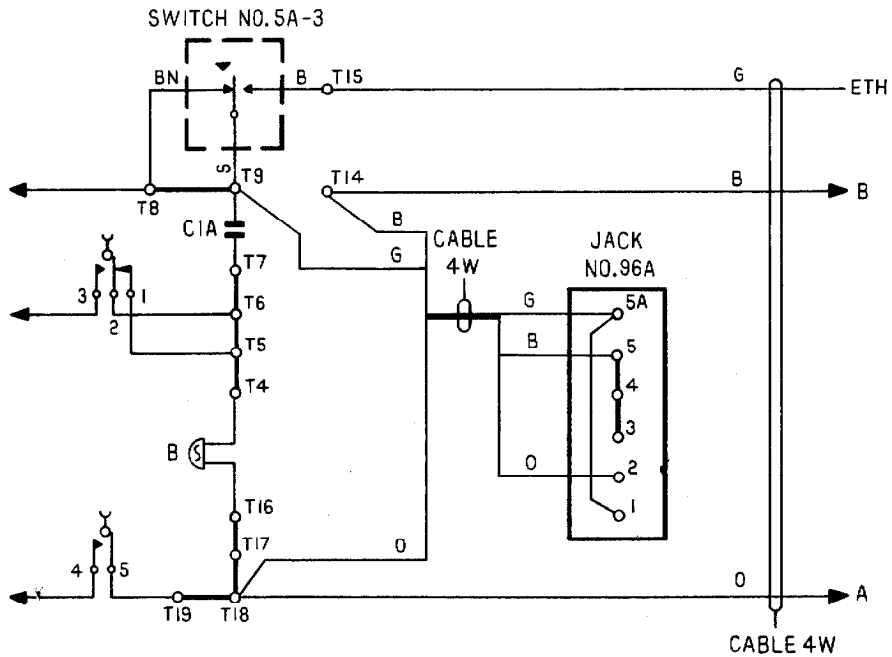 SWITCH NO. 5A-3
BN
B
T15
G
ETH
S
T9
T8
T14
B
B
B
C1A
G
CABLE
4W
JACK
NO. 96A
T7
3
2
1
T6
T5
T4
G
5A
B
5
4
3
O
2
1
B
S
T16
T17
O
4
5
T19
T18
O
A
CABLE 4W